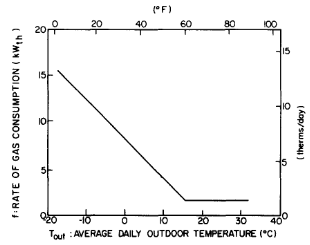 (°F)
0 20 40 60 80 100
20
15
10
5
0
f: RATE OF GAS CONSUMPTION (kWth)
15
10
5
0
(therms/day)
-20 -10 0 10 20 30 40
Tout : AVERAGE DAILY OUTDOOR TEMPERATURE (°C)